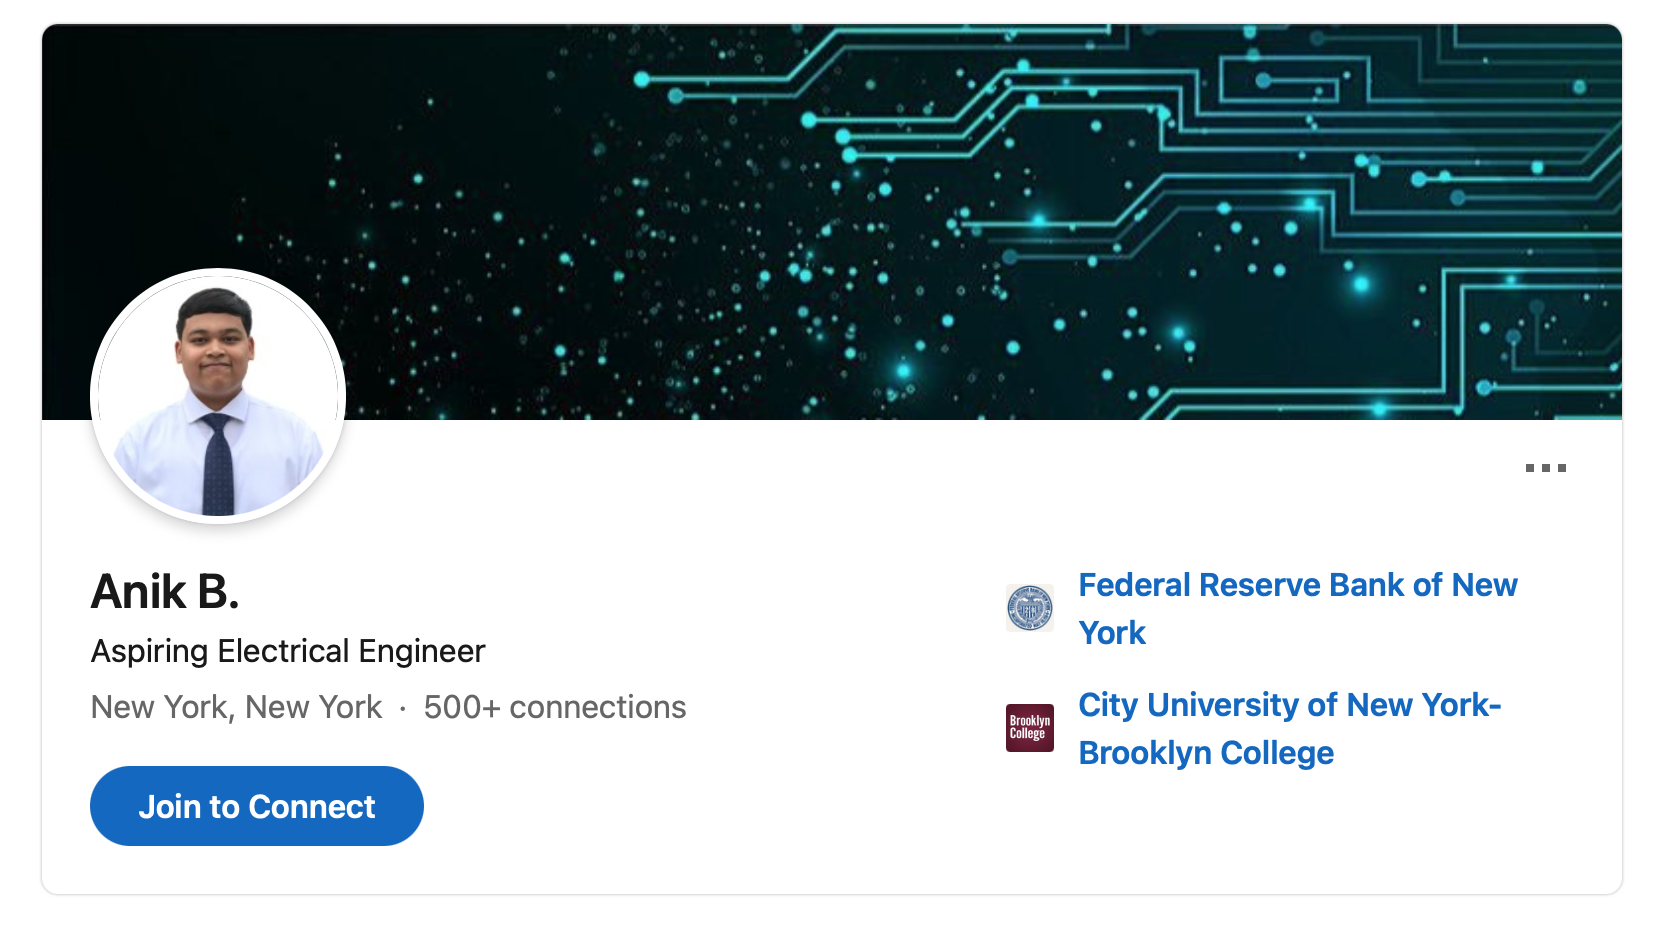 Anik B.
Aspiring Electrical Engineer
New York, New York · 500+ connections
Join to Connect
Federal Reserve Bank of New
York
Brooklyn
College
City University of New York-
Brooklyn College